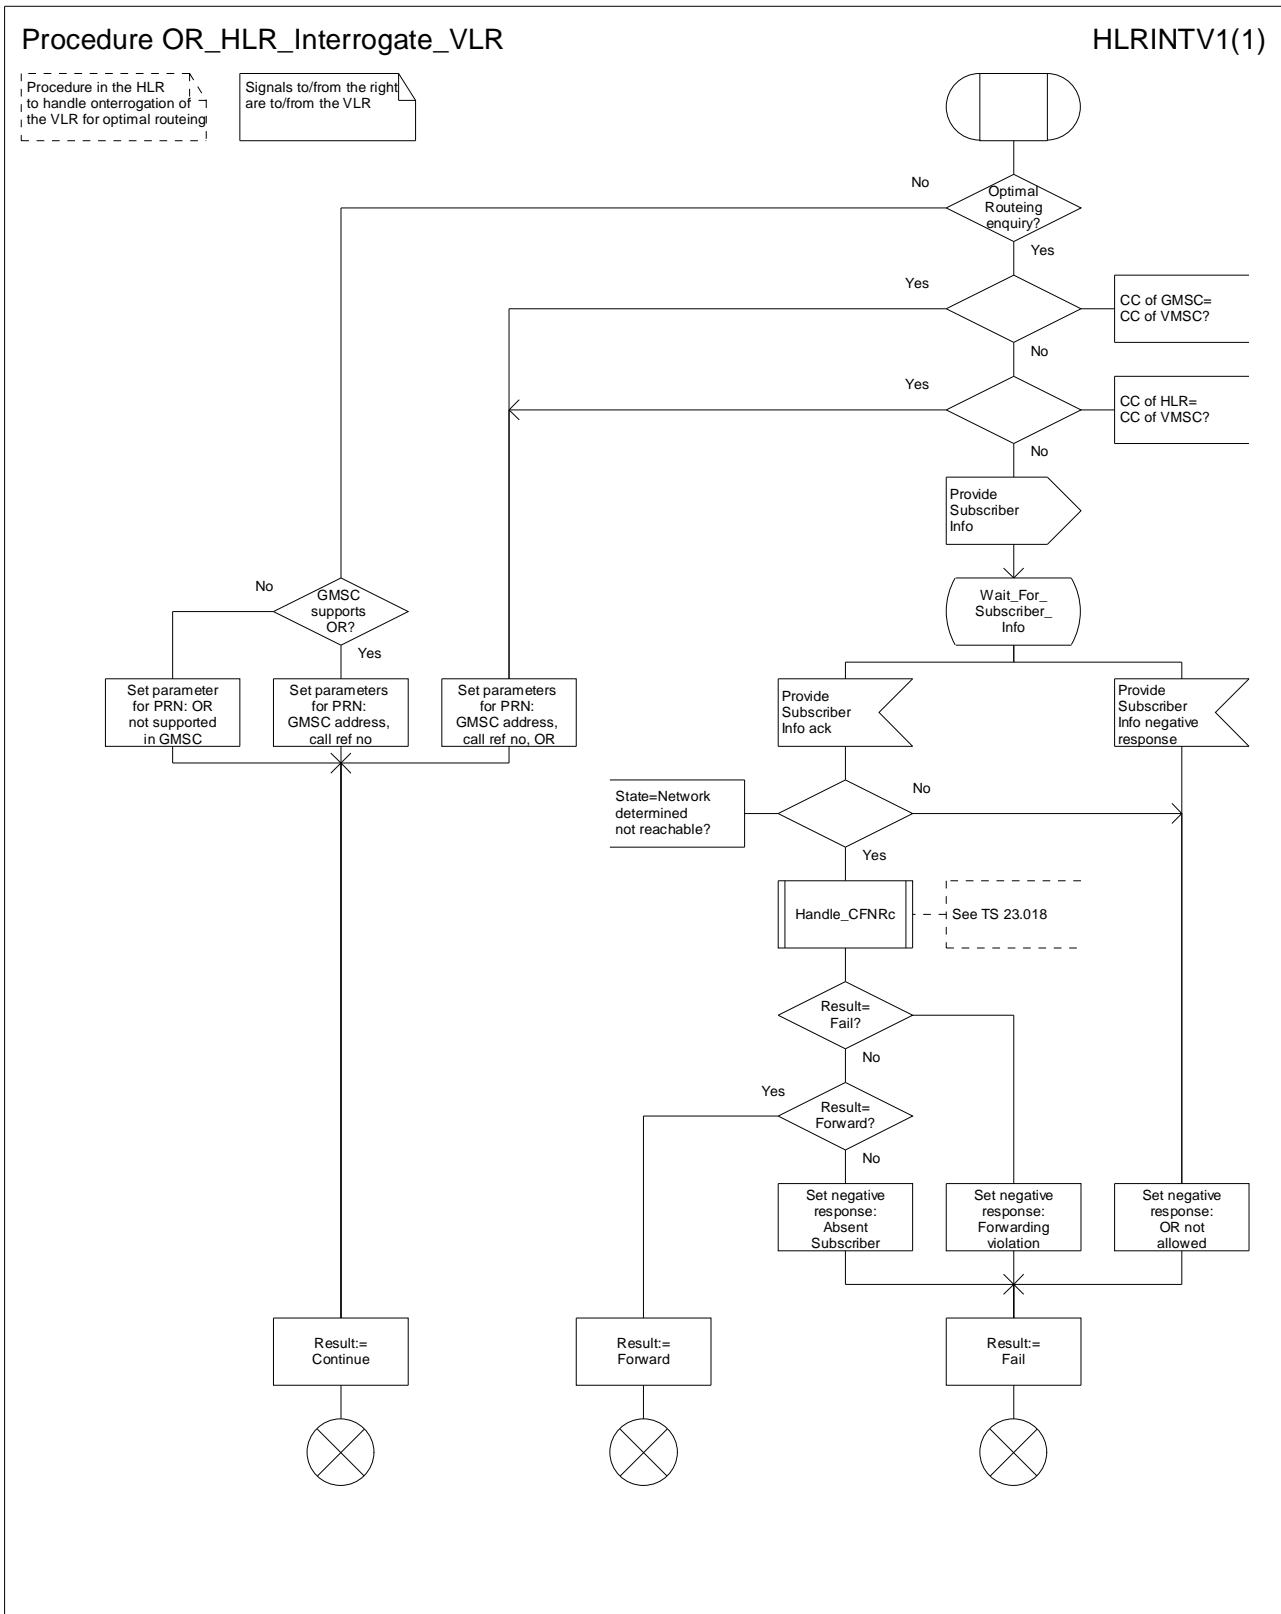 Procedure OR_HLR_Interrogate_VLR
HLRINTV1(1)
Procedure in the HLR
to handle onterrogation of
the VLR for optimal routeing
Signals to/from the right
are to/from the VLR
No
Optimal
Routeing
enquiry?
Yes
Yes
CC of GMSC=
CC of VMSC?
No
Yes
CC of HLR=
CC of VMSC?
No
Provide
Subscriber
Info
No
GMSC
supports
OR?
Yes
Wait_For_
Subscriber_
Info
Set parameter
for PRN: OR
not supported
in GMSC
Set parameters
for PRN:
GMSC address,
call ref no
Set parameters
for PRN:
GMSC address,
call ref no, OR
Provide
Subscriber
Info ack
Provide
Subscriber
Info negative
response
State=Network
determined
not reachable?
No
Yes
Handle_CFNRc
See TS 23.018
Result=
Fail?
No
Yes
Result=
Forward?
No
Set negative
response:
Absent
Subscriber
Set negative
response:
Forwarding
violation
Set negative
response:
OR not
allowed
Result:=
Continue
Result:=
Forward
Result:=
Fail